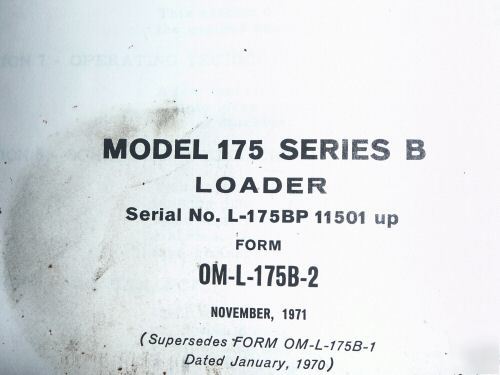 MODEL 175 SERIES B
LOADER
Serial No. L-175BP 11501 up
FORM
OM-L-175B-2
NOVEMBER, 1971
(Supersedes FORM OM-L-175B-1
Dated January, 1970)